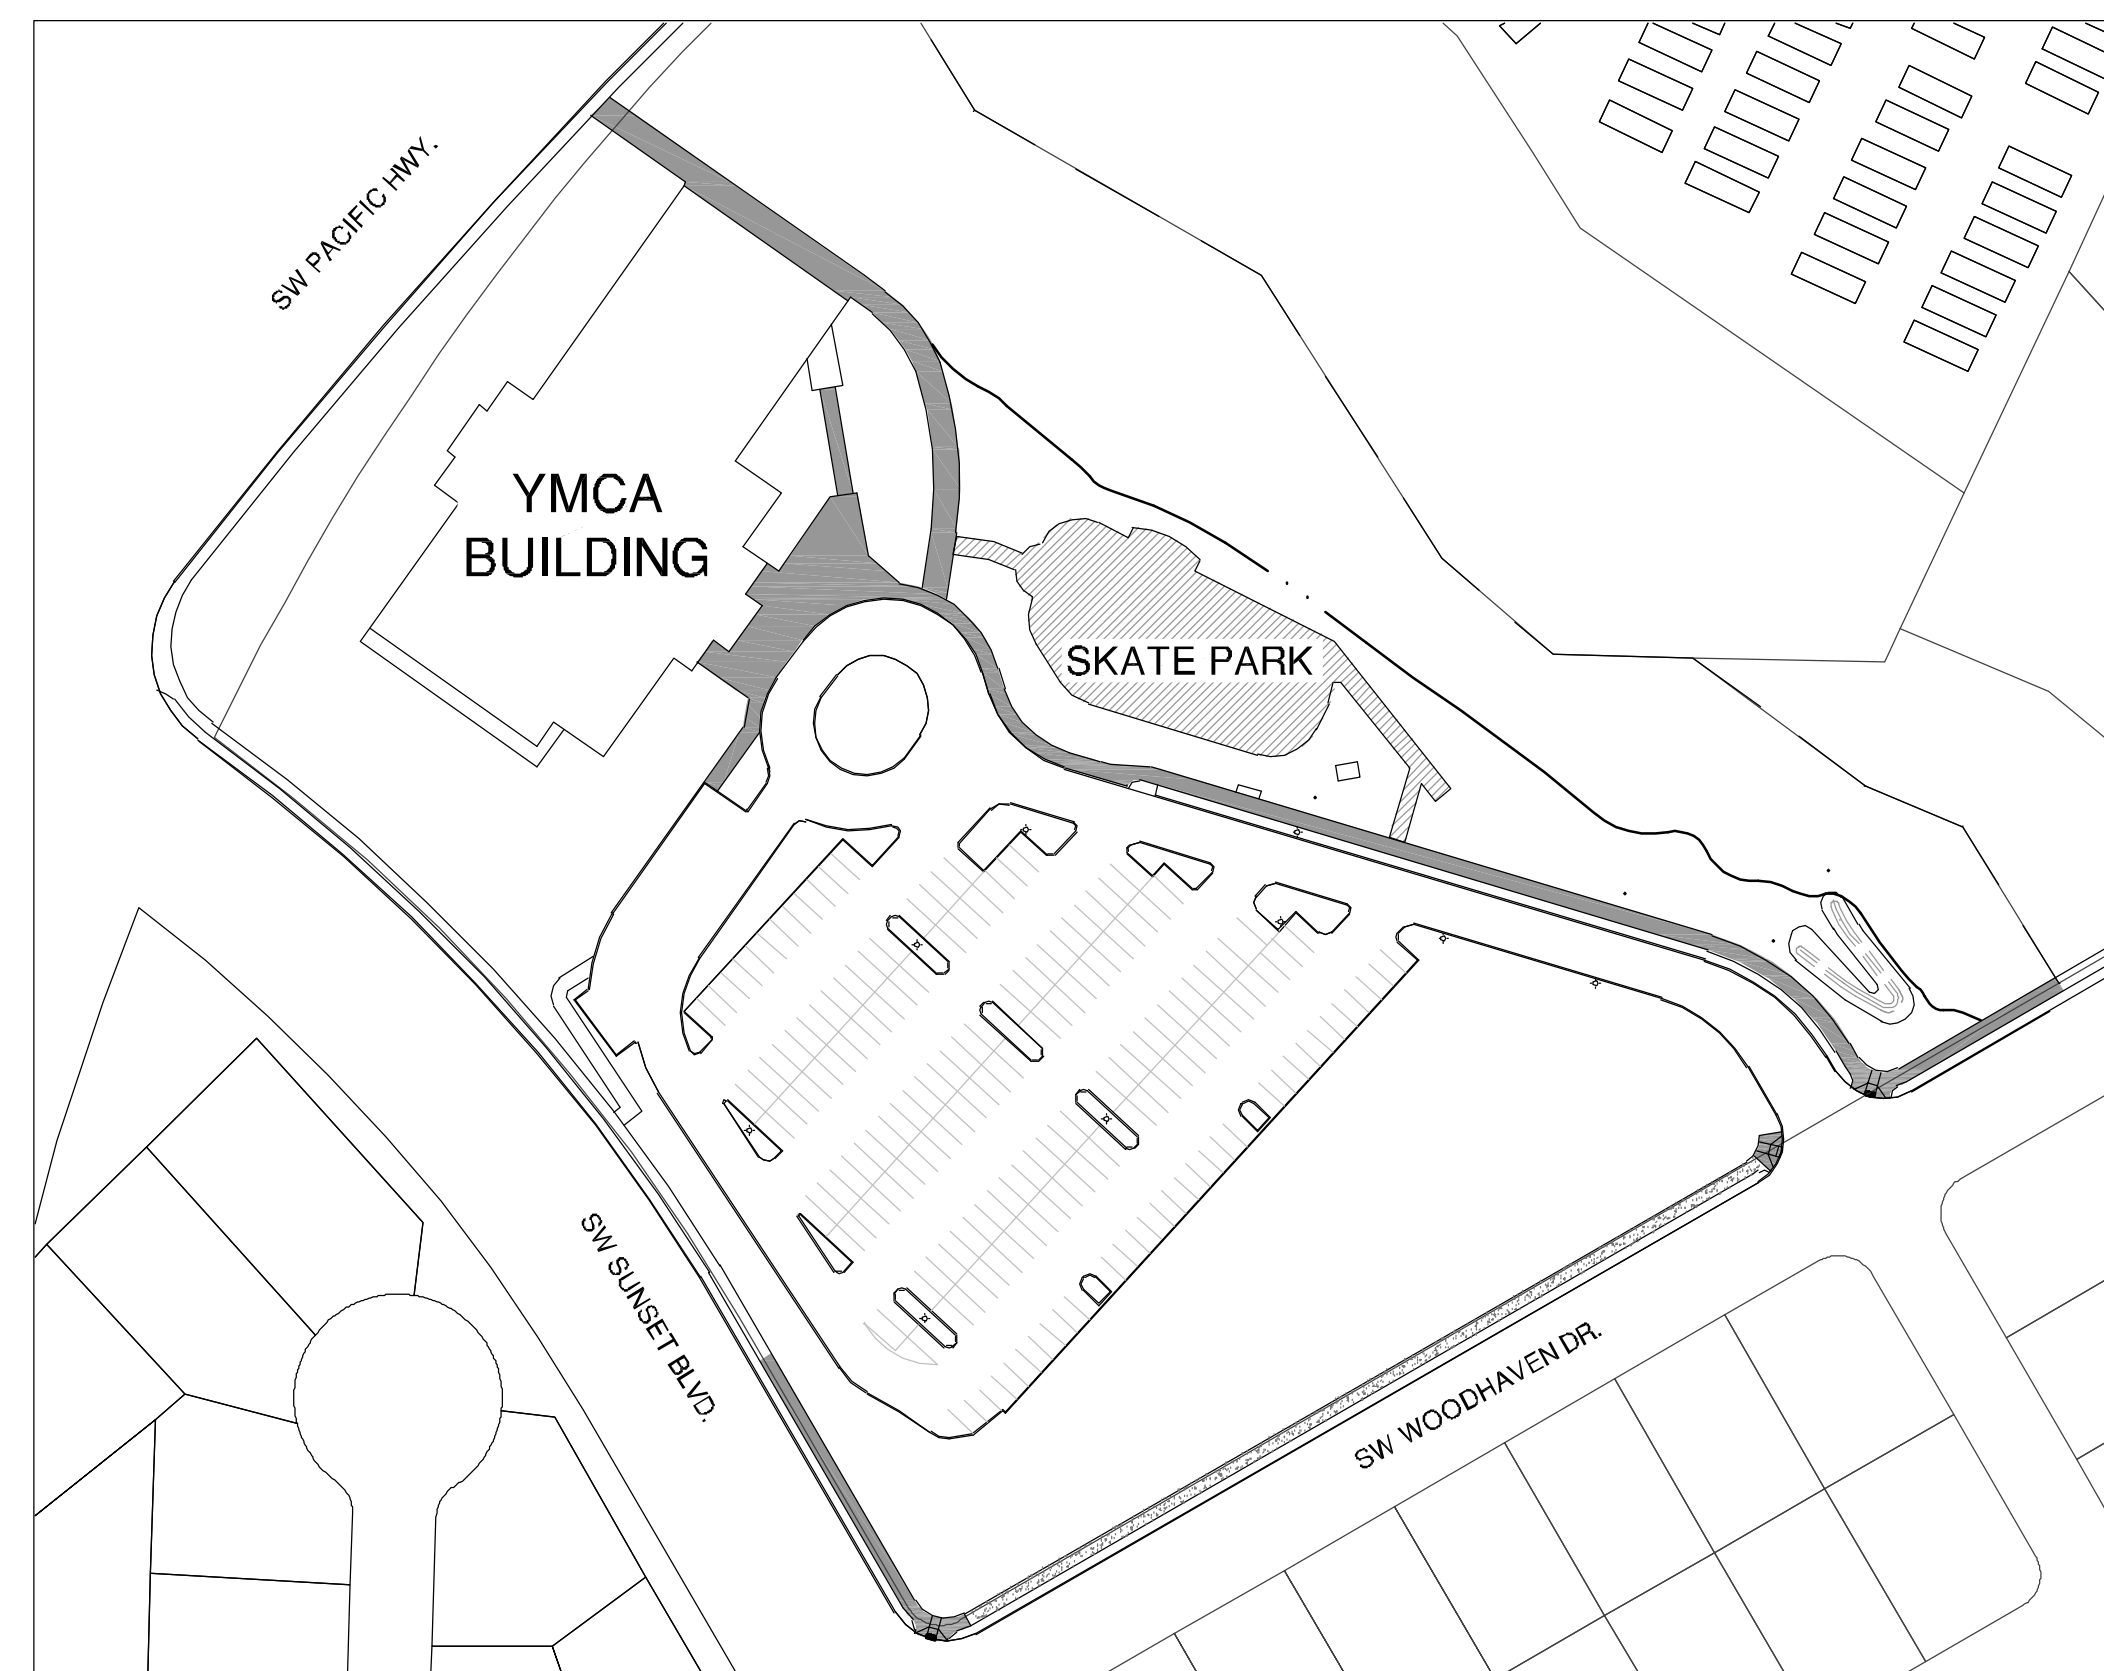 SW PACIFIC HWY.
YMCA
BUILDING
SKATE PARK
SW SUNSET BLVD.
SW WOODHAVEN DR.